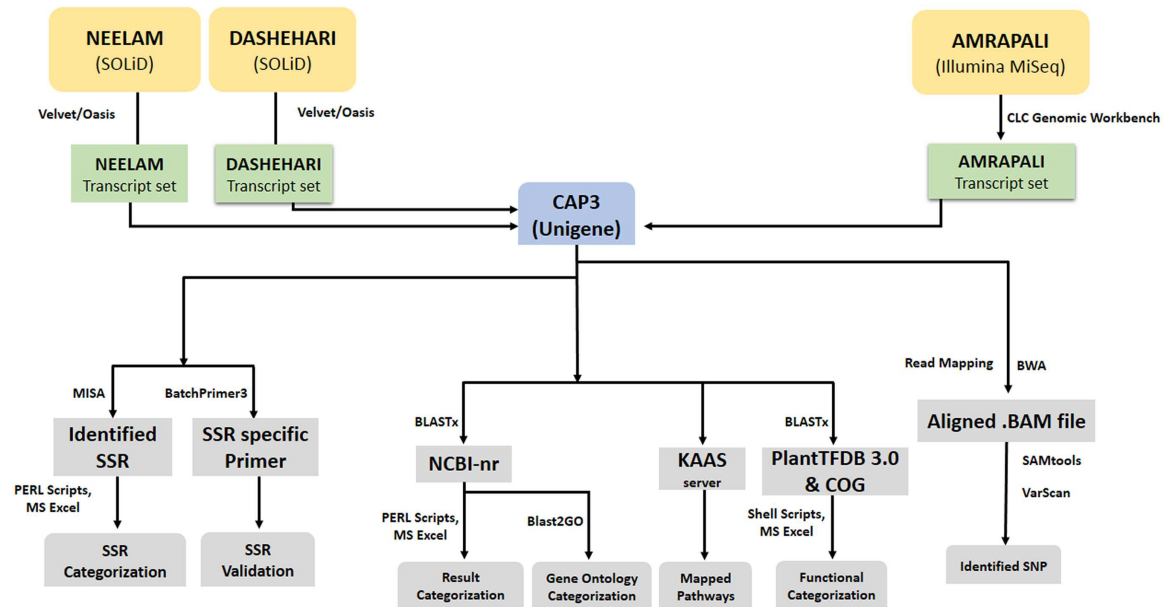 NEELAM
(SOLiD)
DASHEHARI
(SOLiD)
AMRAPALI
(Illumina MiSeq)
Velvet/Oasis
Velvet/Oasis
CLC Genomic Workbench
NEELAM
Transcript set
DASHEHARI
Transcript set
AMRAPALI
Transcript set
CAP3
(Unigene)
Read Mapping
BWA
MISA
BatchPrimer3
BLASTx
BLASTx
Identified
SSR
SSR specific
Primer
NCBI-nr
KAAS
server
PlantTFDB 3.0
& COG
Aligned .BAM file
SAMtools
VarScan
PERL Scripts,
MS Excel
PERL Scripts,
MS Excel
Blast2GO
Shell Scripts,
MS Excel
SSR
Categorization
SSR
Validation
Result
Categorization
Gene Ontology
Categorization
Mapped
Pathways
Functional
Categorization
Identified SNP